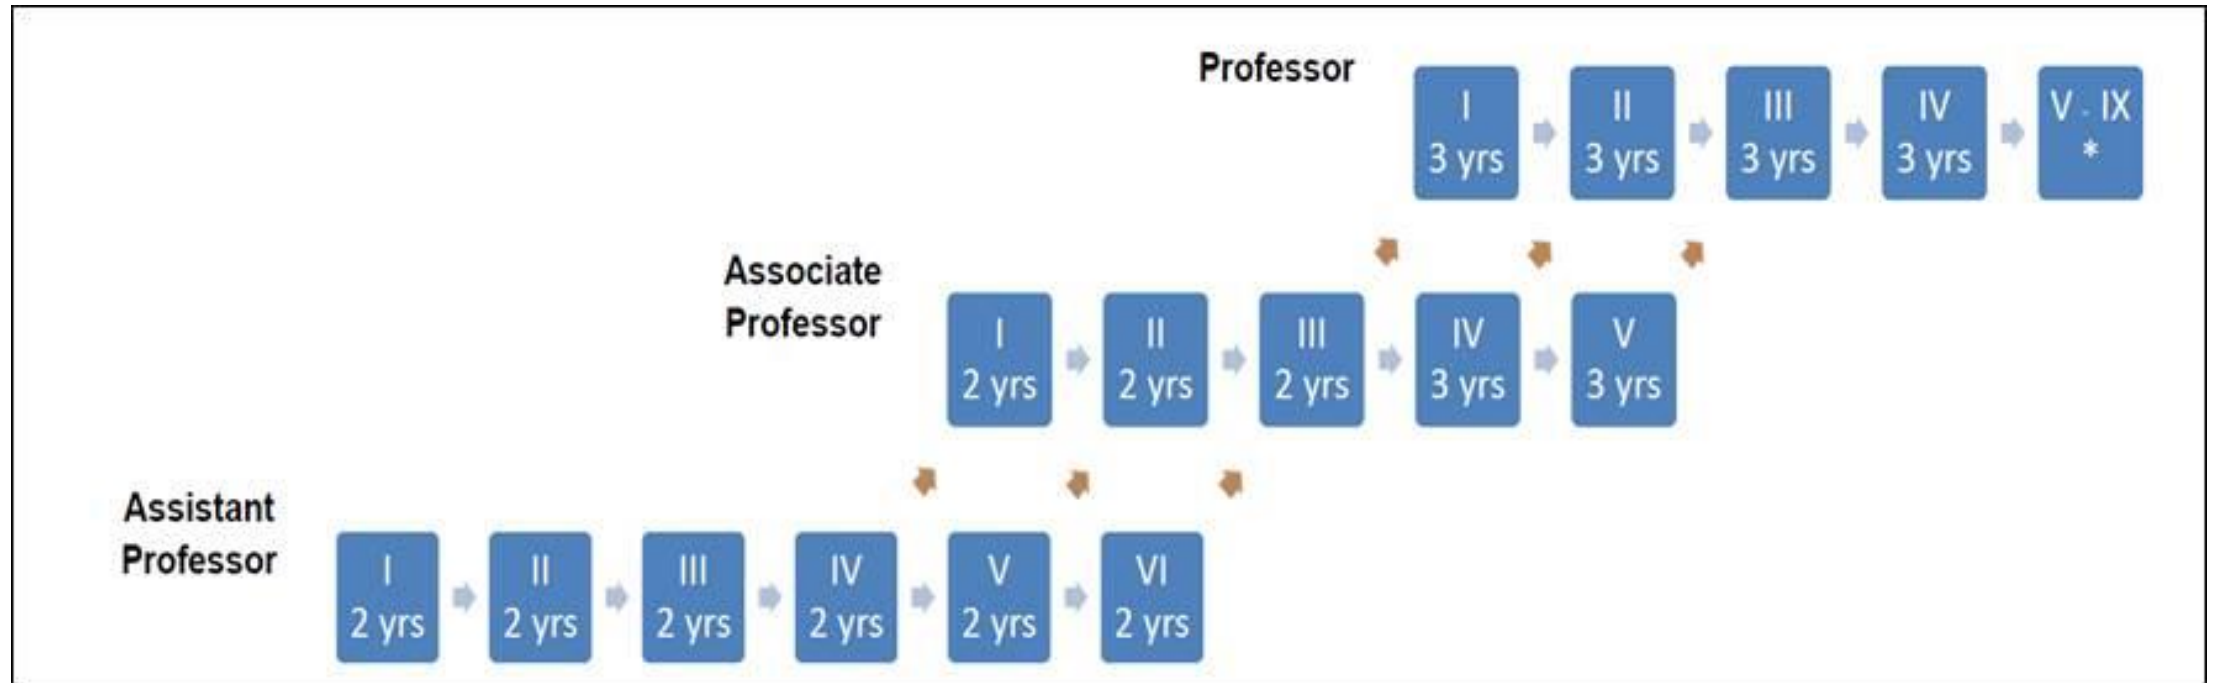 Professor
I
3 yrs
II
3 yrs
III
3 yrs
IV
3 yrs
V - IX
*
Associate
Professor
I
2 yrs
II
2 yrs
III
2 yrs
IV
3 yrs
V
3 yrs
Assistant
Professor
I
2 yrs
II
2 yrs
III
2 yrs
IV
2 yrs
V
2 yrs
VI
2 yrs